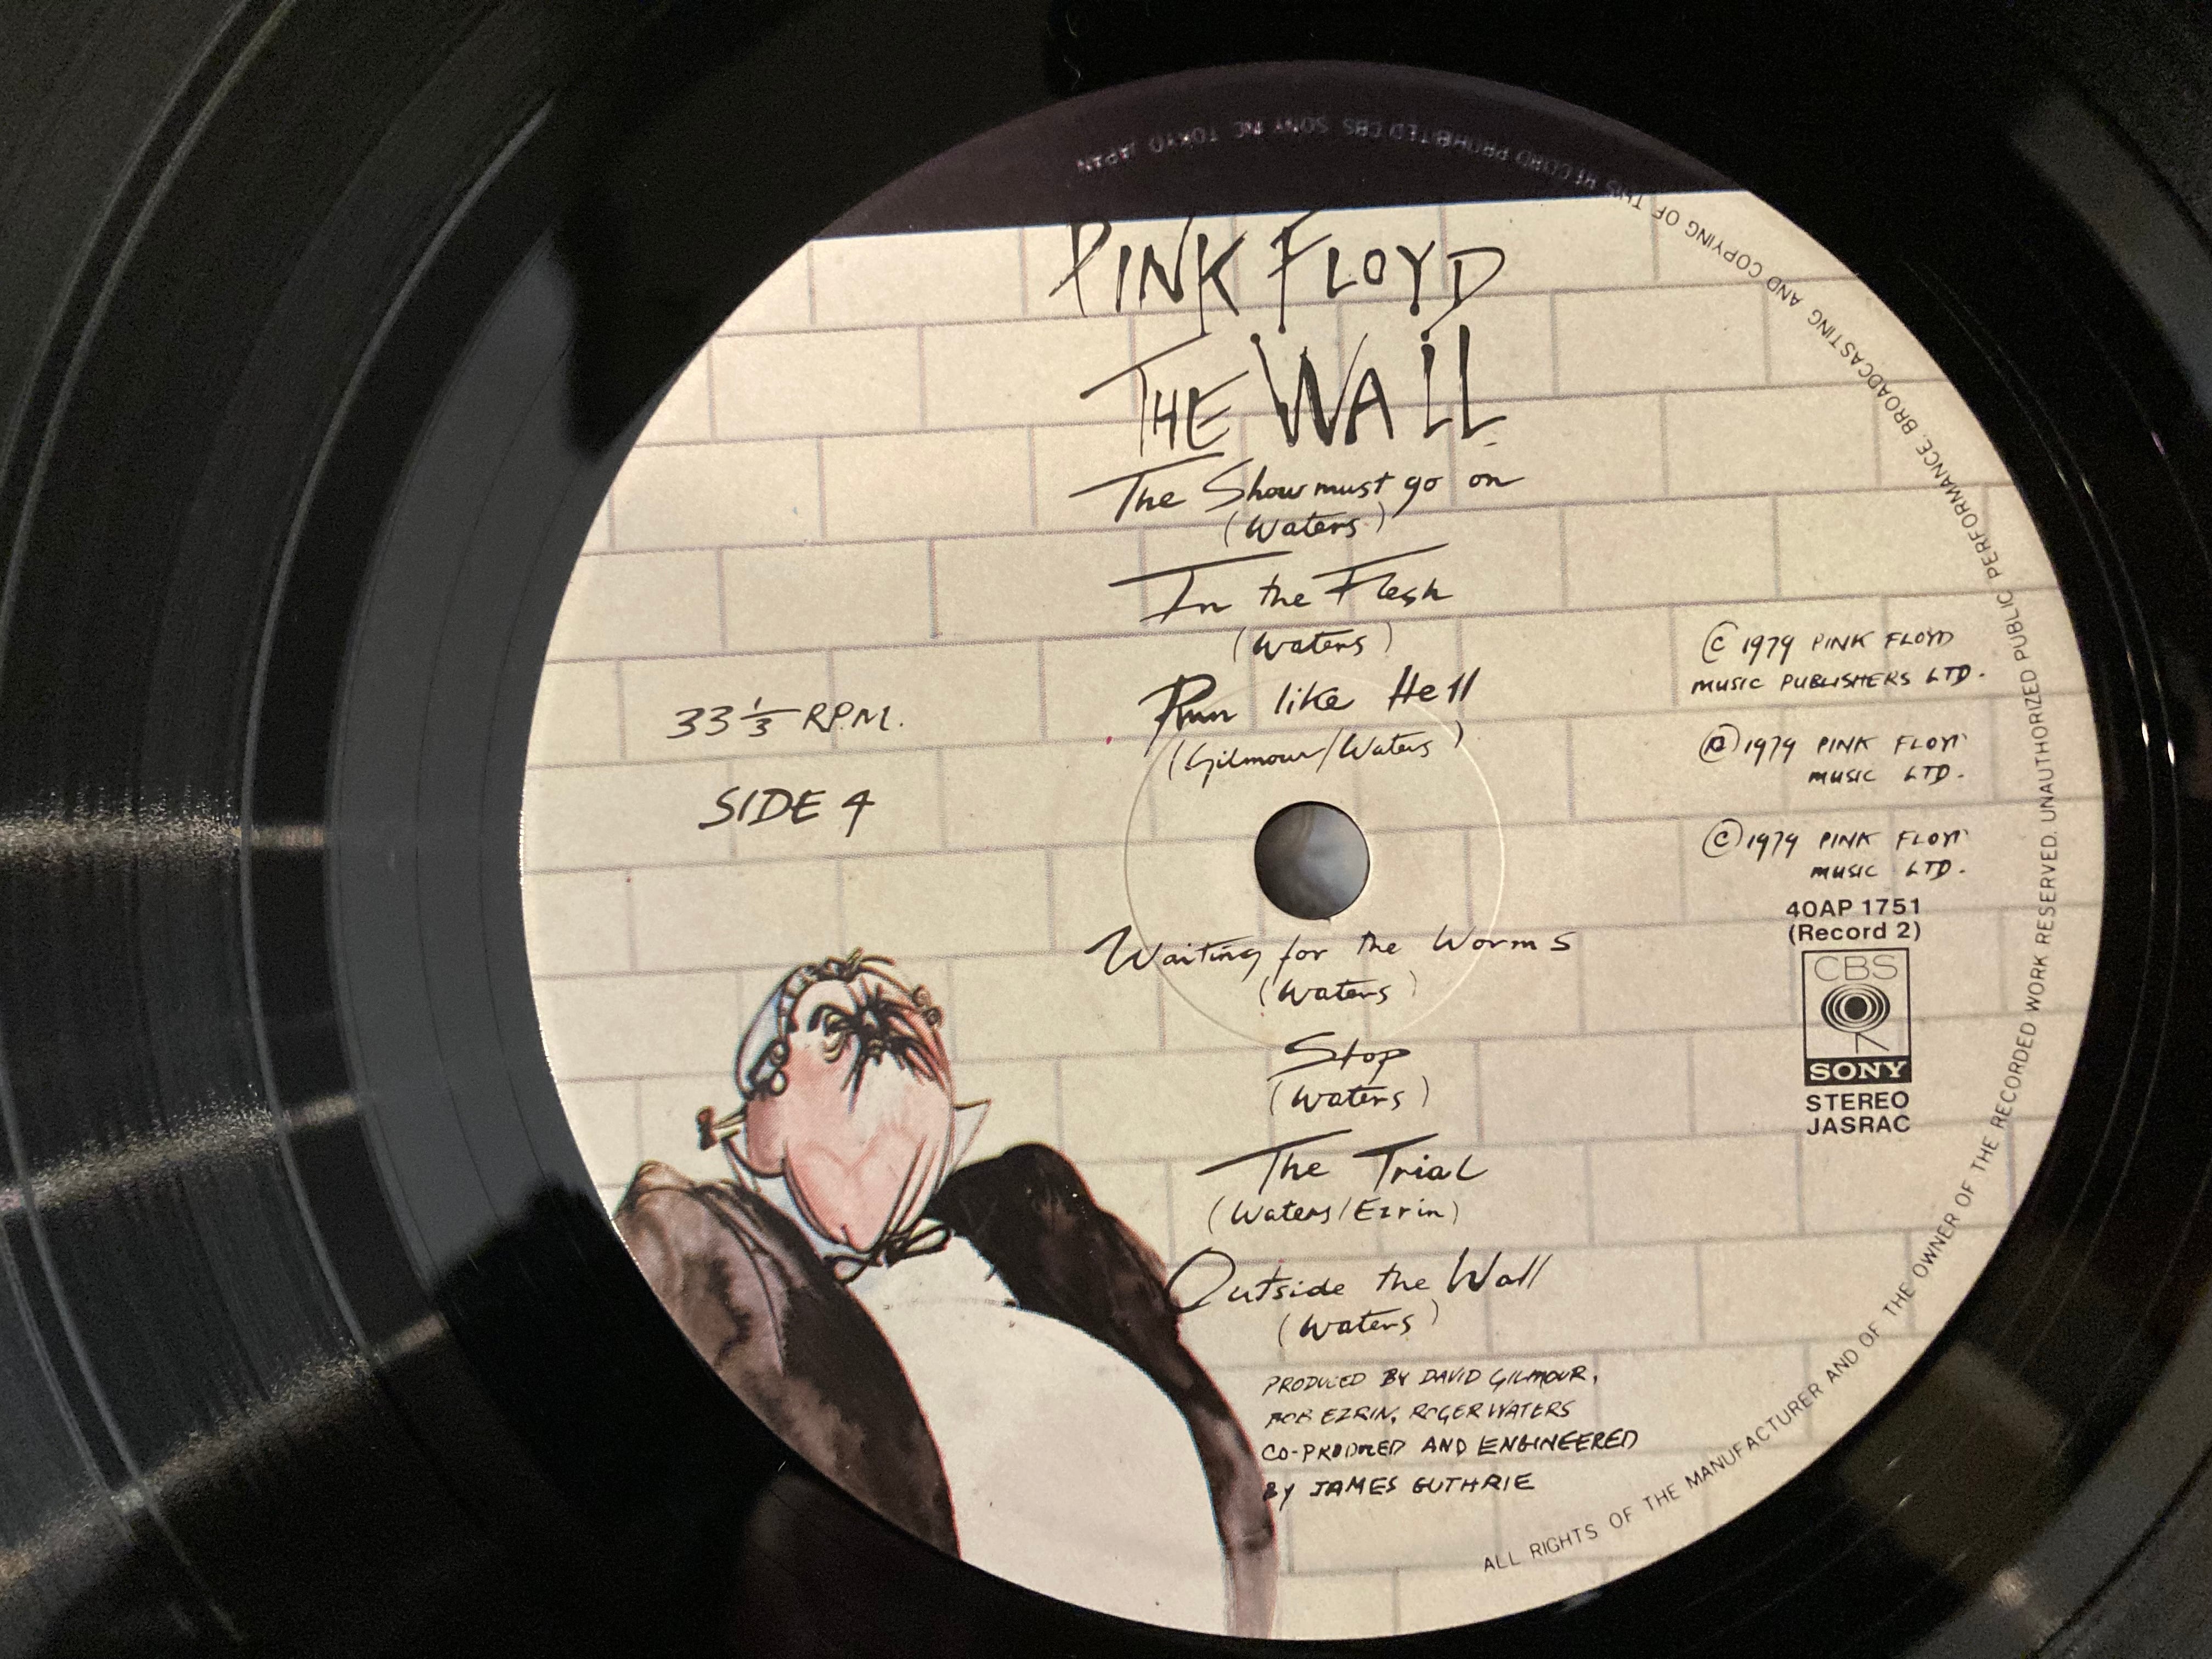 PINK FLOYD
THE WALL
The Show must go on
(Waters)
In the Flesh
(Waters)
Run like Hell
(Gilmour/Waters)
33 1/3 R.P.M.
SIDE 4
Waiting for the Worms
(Waters)
Stop
(Waters)
The Trial
(Waters/Ezrin)
Outside the Wall
(Waters)
PRODUCED BY DAVID GILMOUR,
BOB EZRIN, ROGER WATERS
CO-PRODUCED AND ENGINEERED
BY JAMES GUTHRIE
© 1979 PINK FLOYD
MUSIC PUBLISHERS LTD.
℗ 1979 PINK FLOYD
MUSIC LTD.
© 1979 PINK FLOYD
MUSIC LTD.
40AP 1751
(Record 2)
CBS
SONY
STEREO
JASRAC
ALL RIGHTS OF THE MANUFACTURER AND OF THE OWNER OF THE RECORDED WORK RESERVED. UNAUTHORIZED PUBLIC PERFORMANCE, BROADCASTING AND COPYING OF THIS RECORD PROHIBITED CBS SONY INC TOKYO JAPAN